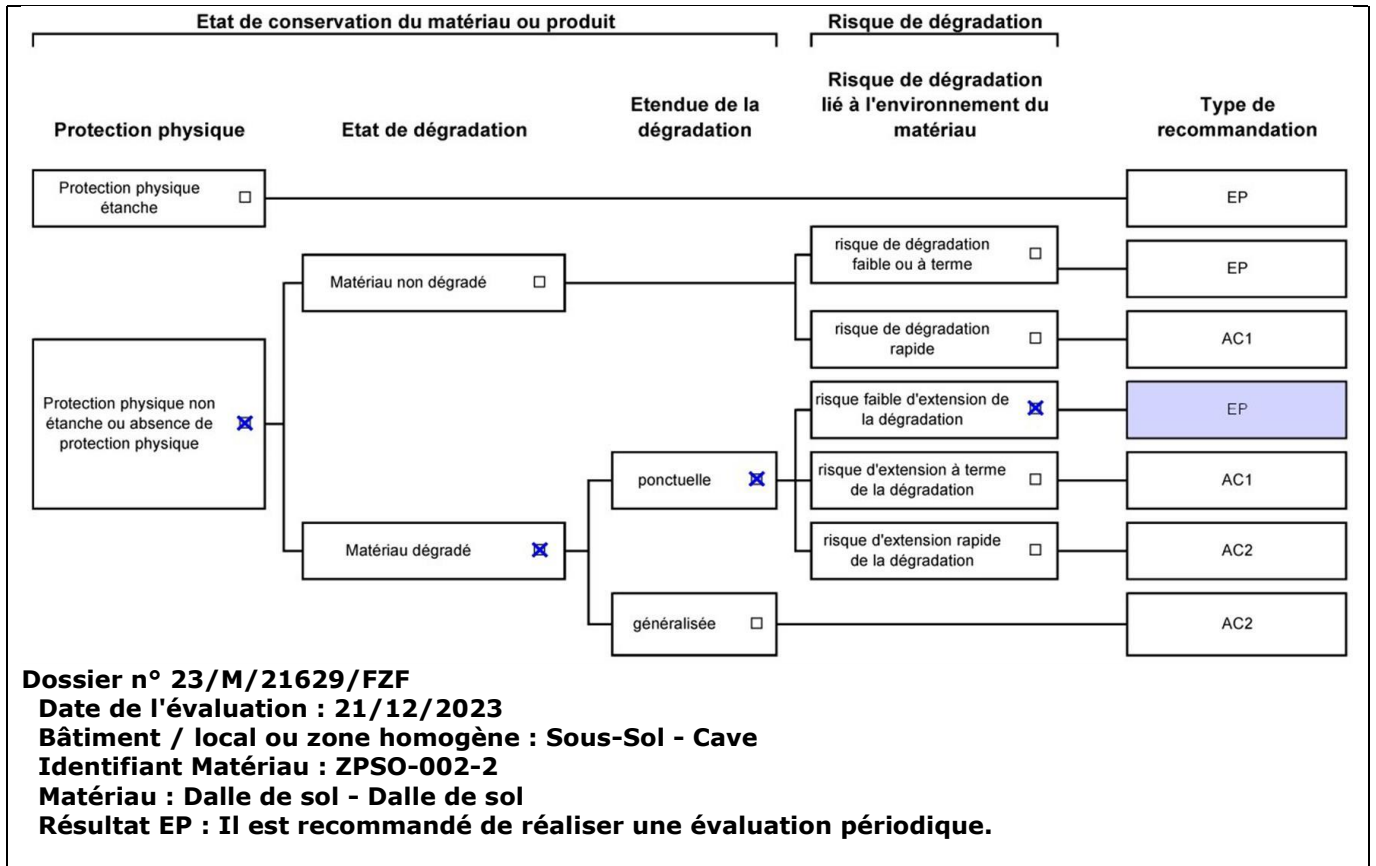 Etat de conservation du matériau ou produit
Risque de dégradation
Protection physique
Etat de dégradation
Etendue de la
dégradation
Risque de dégradation
lié à l'environnement du
matériau
Type de
recommandation
Protection physique
étanche
EP
risque de dégradation
faible ou à terme
EP
Matériau non dégradé
risque de dégradation
rapide
AC1
Protection physique non
étanche ou absence de
protection physique
risque faible d'extension de
la dégradation
EP
ponctuelle
risque d'extension à terme
de la dégradation
AC1
Matériau dégradé
risque d'extension rapide
de la dégradation
AC2
généralisée
AC2
Dossier n° 23/M/21629/FZF
Date de l'évaluation : 21/12/2023
Bâtiment / local ou zone homogène : Sous-Sol - Cave
Identifiant Matériau : ZPSO-002-2
Matériau : Dalle de sol - Dalle de sol
Résultat EP : Il est recommandé de réaliser une évaluation périodique.